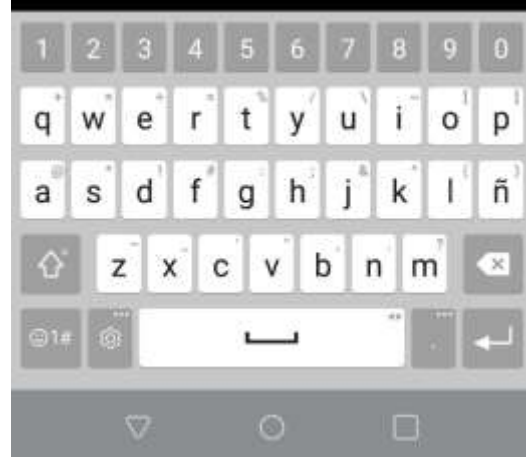 1 2 3 4 5 6 7 8 9 0
q w e r t y u i o p
a s d f g h j k l ñ
z x c v b n m
1# .